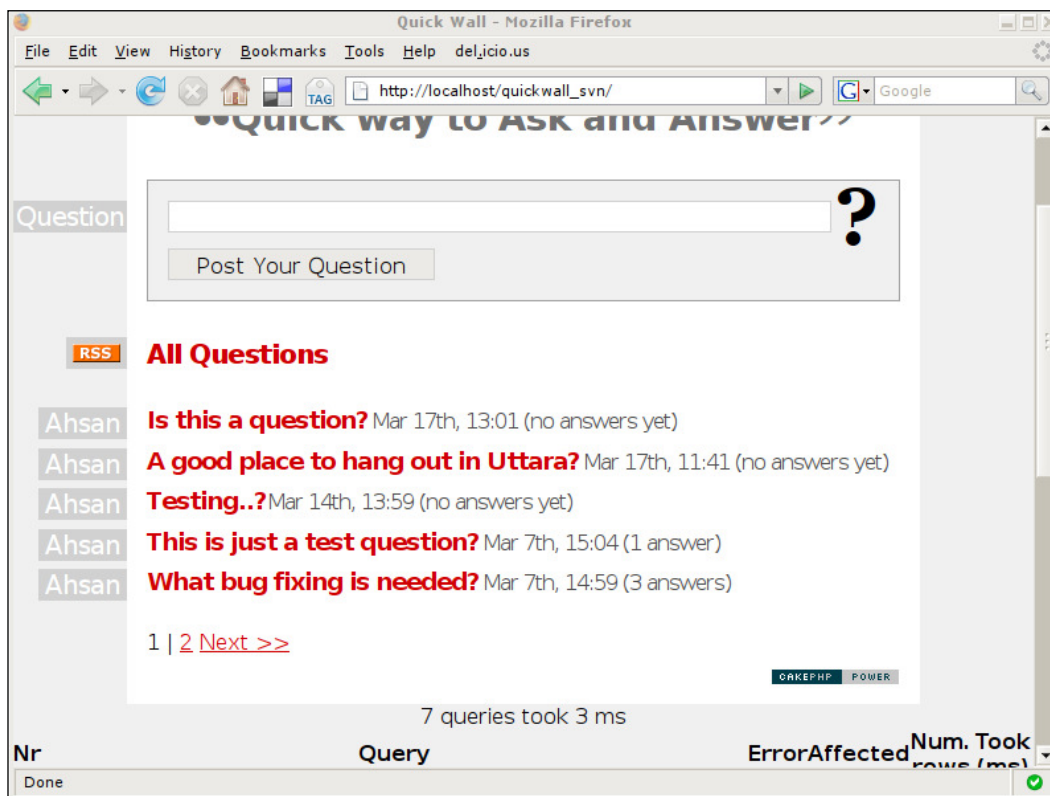 Quick Wall - Mozilla Firefox
File Edit View History Bookmarks Tools Help del.icio.us
TAG http://localhost/quickwall_svn/ G Google
“Quick Way to Ask and Answer”
Question ?
Post Your Question
RSS All Questions
Ahsan Is this a question? Mar 17th, 13:01 (no answers yet)
Ahsan A good place to hang out in Uttara? Mar 17th, 11:41 (no answers yet)
Ahsan Testing..? Mar 14th, 13:59 (no answers yet)
Ahsan This is just a test question? Mar 7th, 15:04 (1 answer)
Ahsan What bug fixing is needed? Mar 7th, 14:59 (3 answers)
1 | 2 Next >>
CAKEPHP POWER
7 queries took 3 ms
Nr Query Error Affected Num. rows Took (ms)
Done